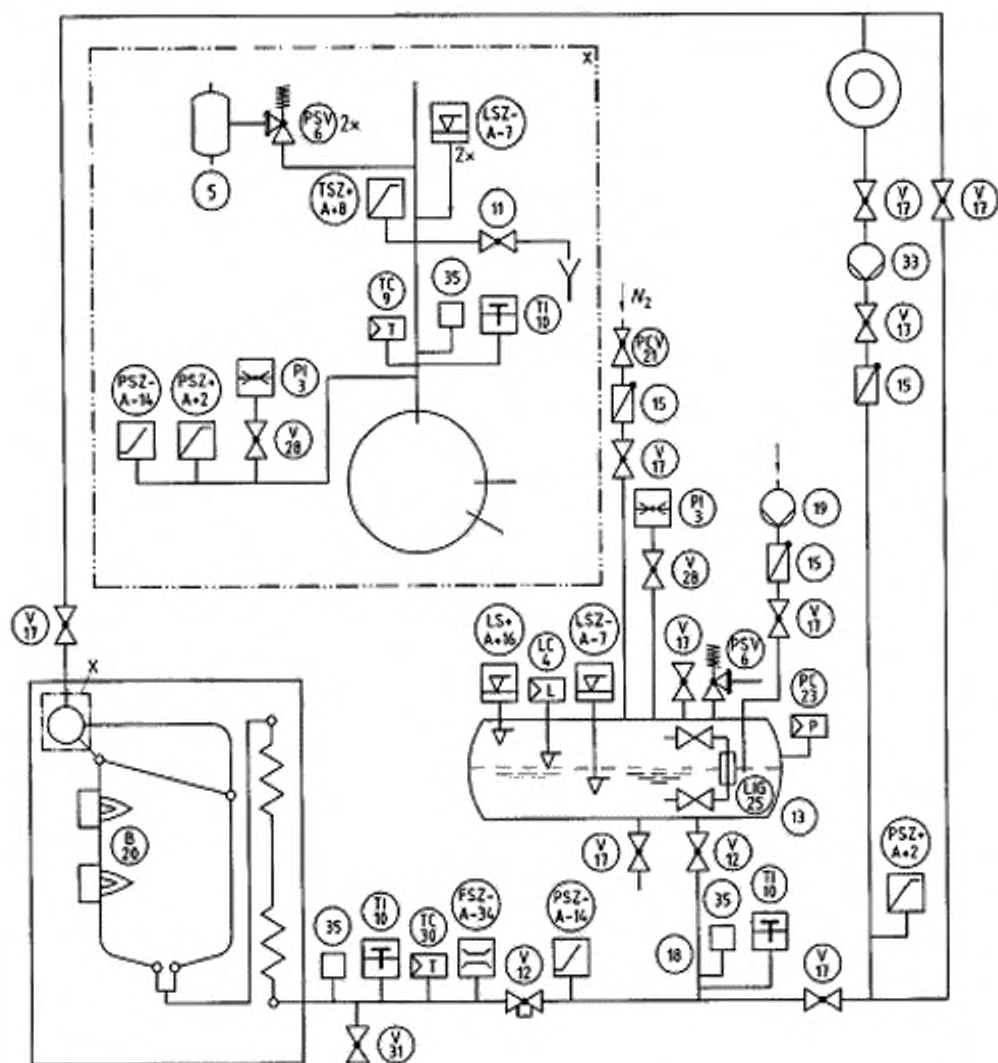 X
PSV
6
2x
LSZ-
A-7
2x
5
TSZ+
A+8
11
V
17
V
17
TC
9
35
TI
10
T
T
33
N₂
PCV
21
V
17
PSZ-
A-14
PSZ+
A+2
PI
3
15
15
V
28
V
17
PI
3
19
V
28
15
V
17
LS+
A+16
LC
4
LSZ-
A-7
V
17
PSV
6
V
17
X
L
PC
23
P
LIG
25
13
B
20
V
17
V
12
PSZ+
A+2
35
TI
10
TC
30
FSZ-
A-34
PSZ-
A-14
35
TI
10
T
T
V
12
18
T
V
17
V
31